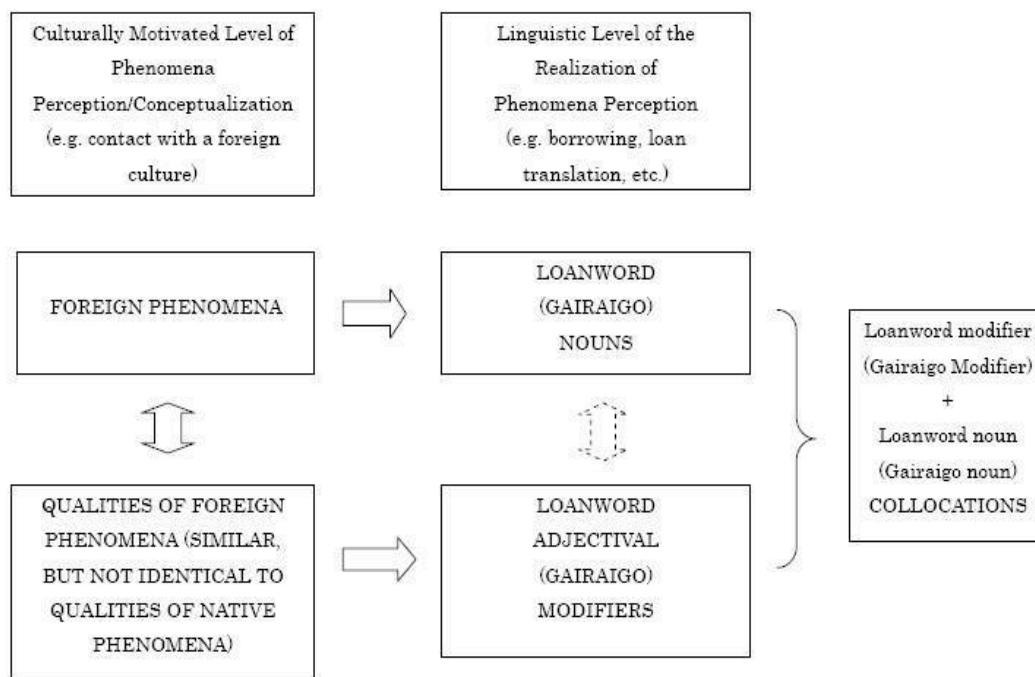 Culturally Motivated Level of
Phenomena
Perception/Conceptualization
(e.g. contact with a foreign
culture)
Linguistic Level of the
Realization of
Phenomena Perception
(e.g. borrowing, loan
translation, etc.)
FOREIGN PHENOMENA
LOANWORD
(GAIRAIGO)
NOUNS
Loanword modifier
(Gairaigo Modifier)
+
Loanword noun
(Gairaigo noun)
COLLOCATIONS
QUALITIES OF FOREIGN
PHENOMENA (SIMILAR,
BUT NOT IDENTICAL TO
QUALITIES OF NATIVE
PHENOMENA)
LOANWORD
ADJECTIVAL
(GAIRAIGO)
MODIFIERS